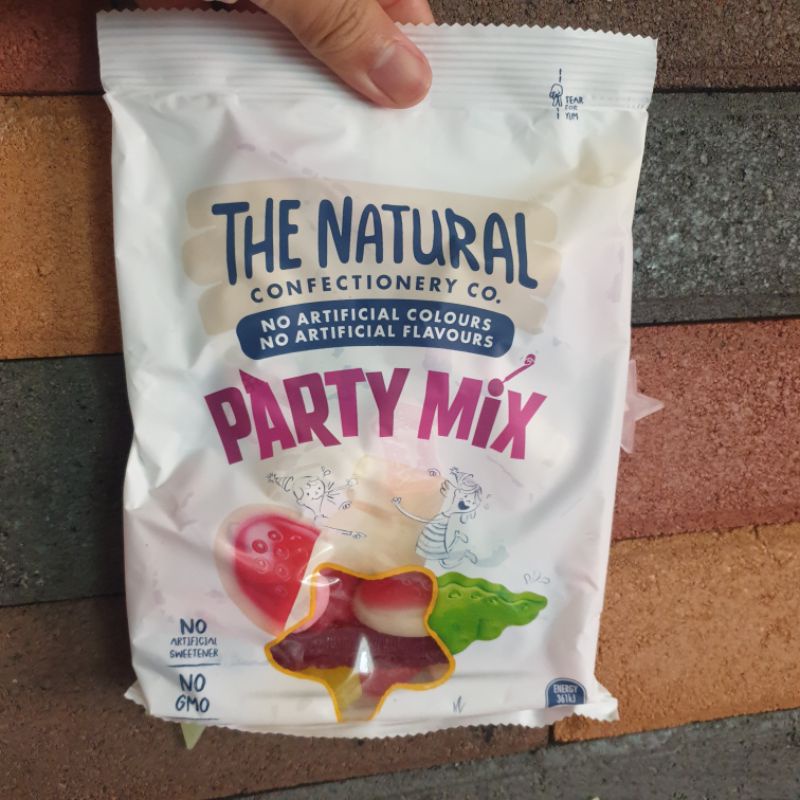 TEAR
FOR
YUM
THE NATURAL
CONFECTIONERY CO.
NO ARTIFICIAL COLOURS
NO ARTIFICIAL FLAVOURS
PARTY MiX
NO
ARTIFICIAL
SWEETENER
NO
GMO
ENERGY
361kJ